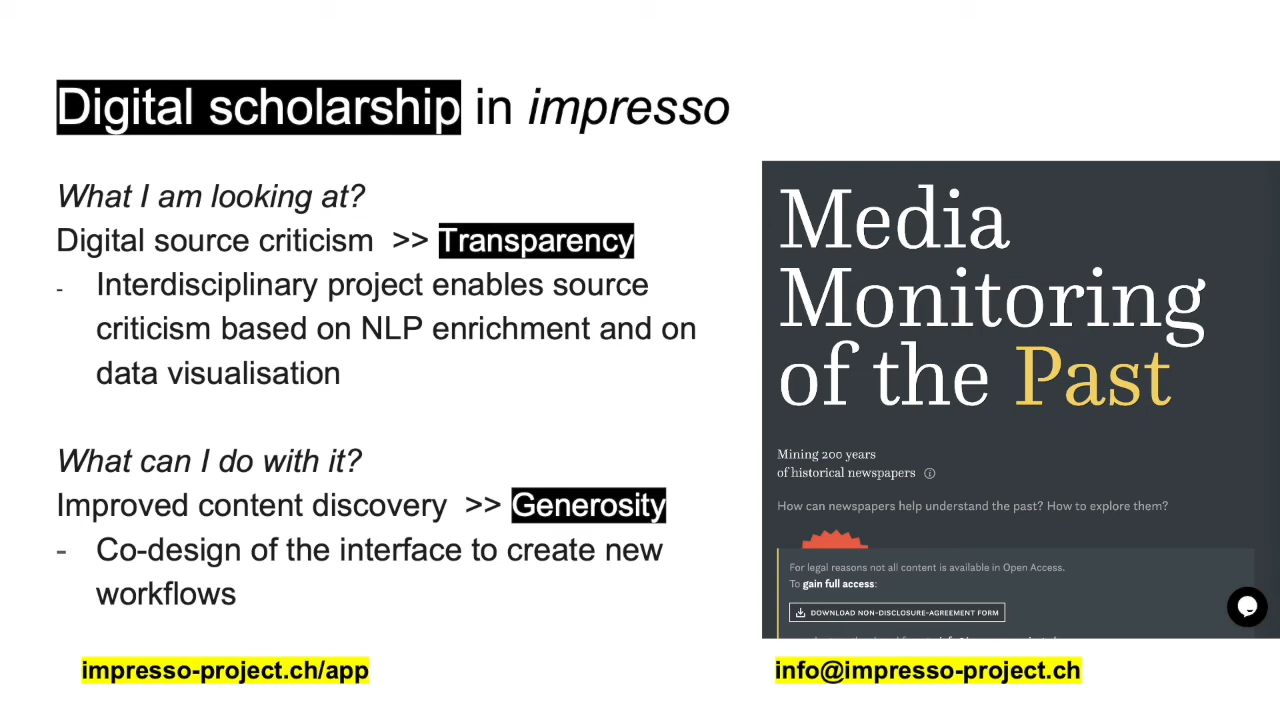 Digital scholarship in impresso
What I am looking at?
Digital source criticism >> Transparency
- Interdisciplinary project enables source
criticism based on NLP enrichment and on
data visualisation
What can I do with it?
Improved content discovery >> Generosity
- Co-design of the interface to create new
workflows
impresso-project.ch/app
Media
Monitoring
of the Past
Mining 200 years
of historical newspapers
How can newspapers help understand the past? How to explore them?
For legal reasons not all content is available in Open Access.
To gain full access:
DOWNLOAD NON-DISCLOSURE-AGREEMENT FORM
info@impresso-project.ch